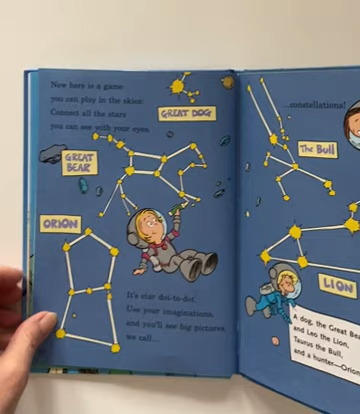 Now here is a game
you can play in the skies:
Connect all the stars
you can see with your eyes.
GREAT DOG
GREAT
BEAR
ORION
It's star dot-to-dot.
Use your imaginations,
and you'll see big pictures
we call...
...constellations!
The Bull
LION
A dog, the Great Bea
and Leo the Lion,
Taurus the Bull,
and a hunter—Orion